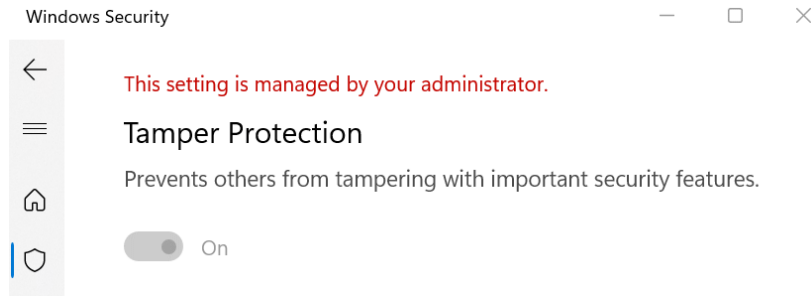 Windows Security
This setting is managed by your administrator.
Tamper Protection
Prevents others from tampering with important security features.
On